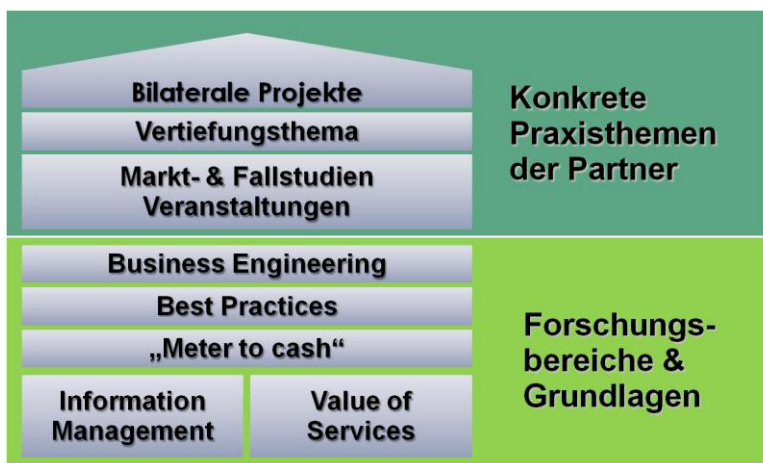 Bilaterale Projekte
Vertiefungsthema
Markt- & Fallstudien
Veranstaltungen
Konkrete
Praxisthemen
der Partner
Business Engineering
Best Practices
„Meter to cash“
Information
Management
Value of
Services
Forschungs-
bereiche &
Grundlagen